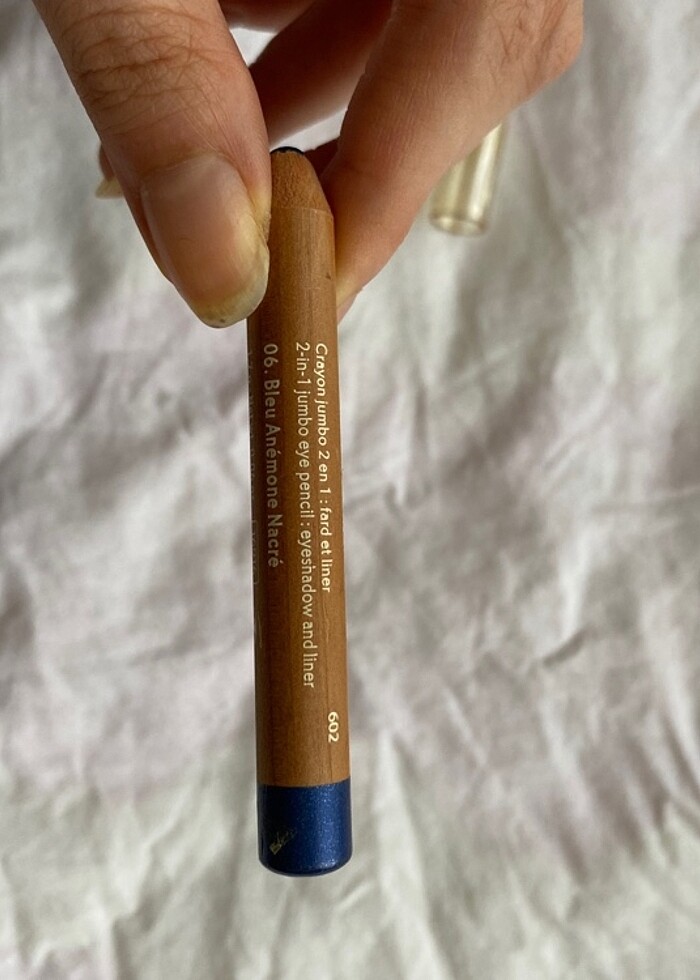 Crayon jumbo 2 en 1 : fard et liner
2-in-1 jumbo eye pencil : eyeshadow and liner
06. Bleu Anémone Nacré
602